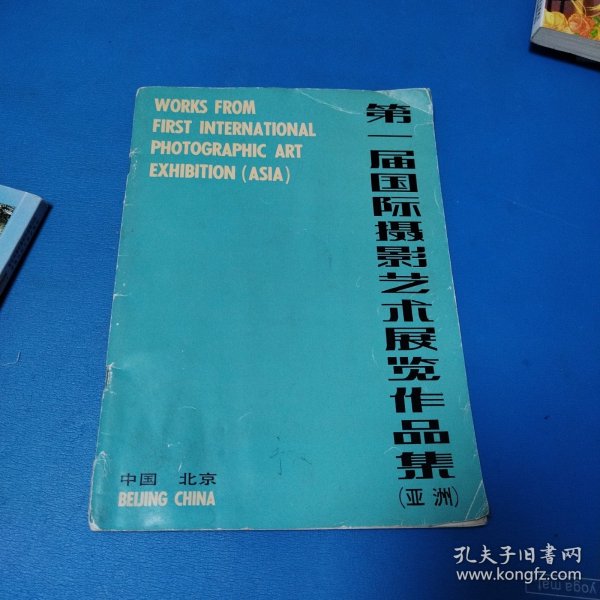 WORKS FROM
FIRST INTERNATIONAL
PHOTOGRAPHIC ART
EXHIBITION (ASIA)
第一届国际摄影艺术展览作品集
(亚洲)
中国 北京
BEIJING CHINA
孔夫子旧书网
www.kongfz.com
yoga mat